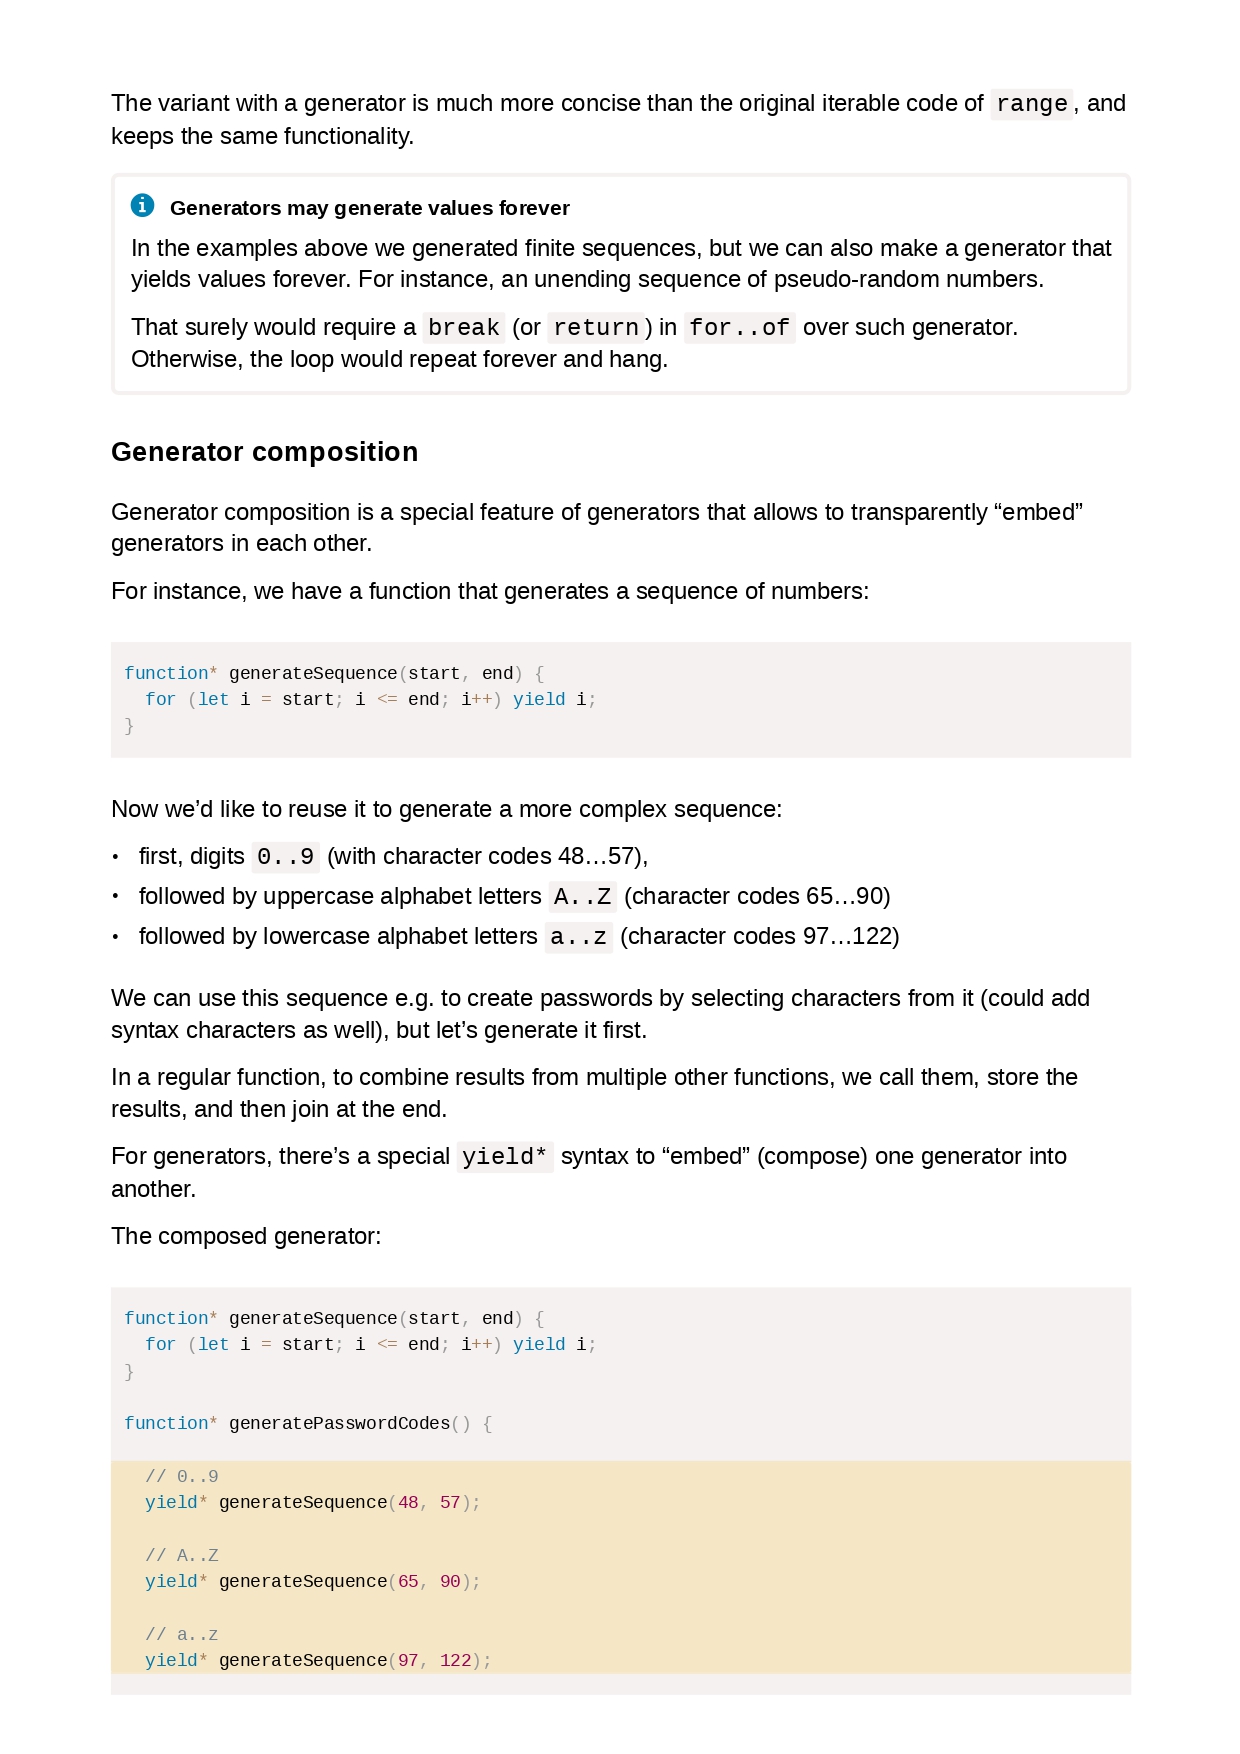 The variant with a generator is much more concise than the original iterable code of range, and
keeps the same functionality.
Generators may generate values forever
In the examples above we generated finite sequences, but we can also make a generator that
yields values forever. For instance, an unending sequence of pseudo-random numbers.
That surely would require a break (or return) in for..of over such generator.
Otherwise, the loop would repeat forever and hang.
Generator composition
Generator composition is a special feature of generators that allows to transparently “embed”
generators in each other.
For instance, we have a function that generates a sequence of numbers:
function* generateSequence(start, end) {
  for (let i = start; i <= end; i++) yield i;
}
Now we’d like to reuse it to generate a more complex sequence:
• first, digits 0..9 (with character codes 48…57),
• followed by uppercase alphabet letters A..Z (character codes 65…90)
• followed by lowercase alphabet letters a..z (character codes 97…122)
We can use this sequence e.g. to create passwords by selecting characters from it (could add
syntax characters as well), but let’s generate it first.
In a regular function, to combine results from multiple other functions, we call them, store the
results, and then join at the end.
For generators, there’s a special yield* syntax to “embed” (compose) one generator into
another.
The composed generator:
function* generateSequence(start, end) {
  for (let i = start; i <= end; i++) yield i;
}
function* generatePasswordCodes() {
  // 0..9
  yield* generateSequence(48, 57);
  // A..Z
  yield* generateSequence(65, 90);
  // a..z
  yield* generateSequence(97, 122);